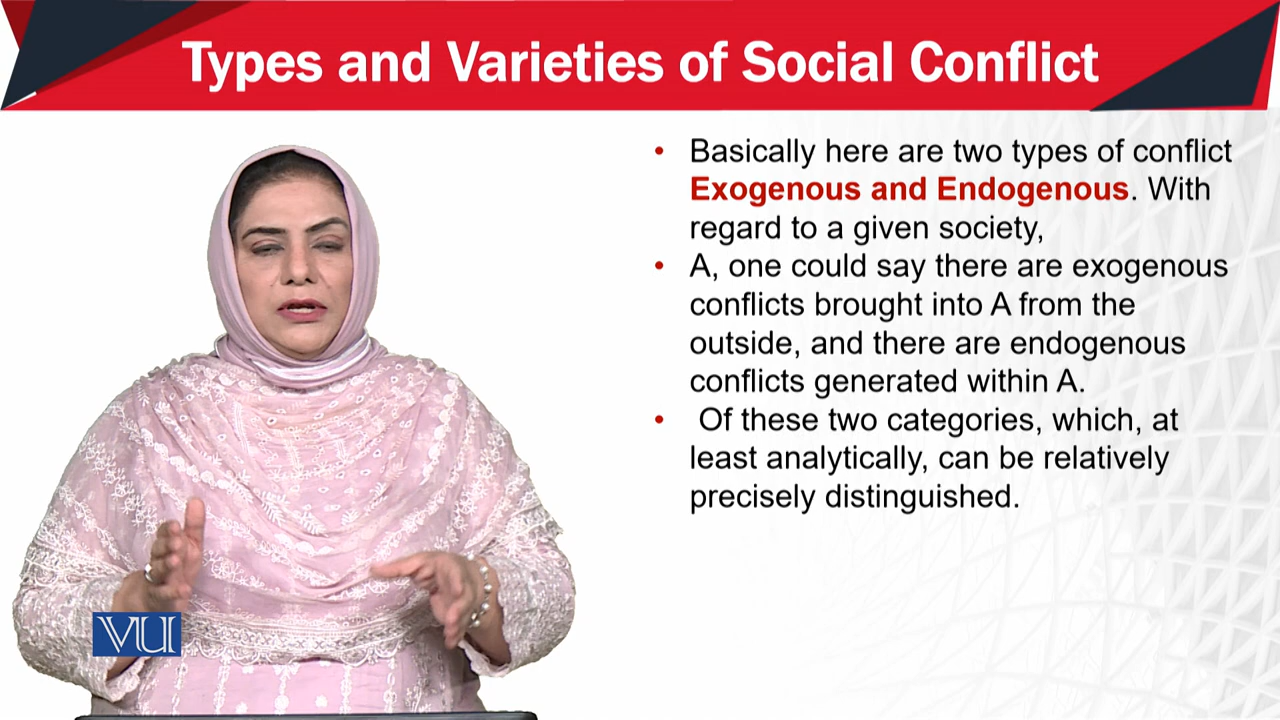 Types and Varieties of Social Conflict
• Basically here are two types of conflict
Exogenous and Endogenous. With
regard to a given society,
• A, one could say there are exogenous
conflicts brought into A from the
outside, and there are endogenous
conflicts generated within A.
• Of these two categories, which, at
least analytically, can be relatively
precisely distinguished.
VU